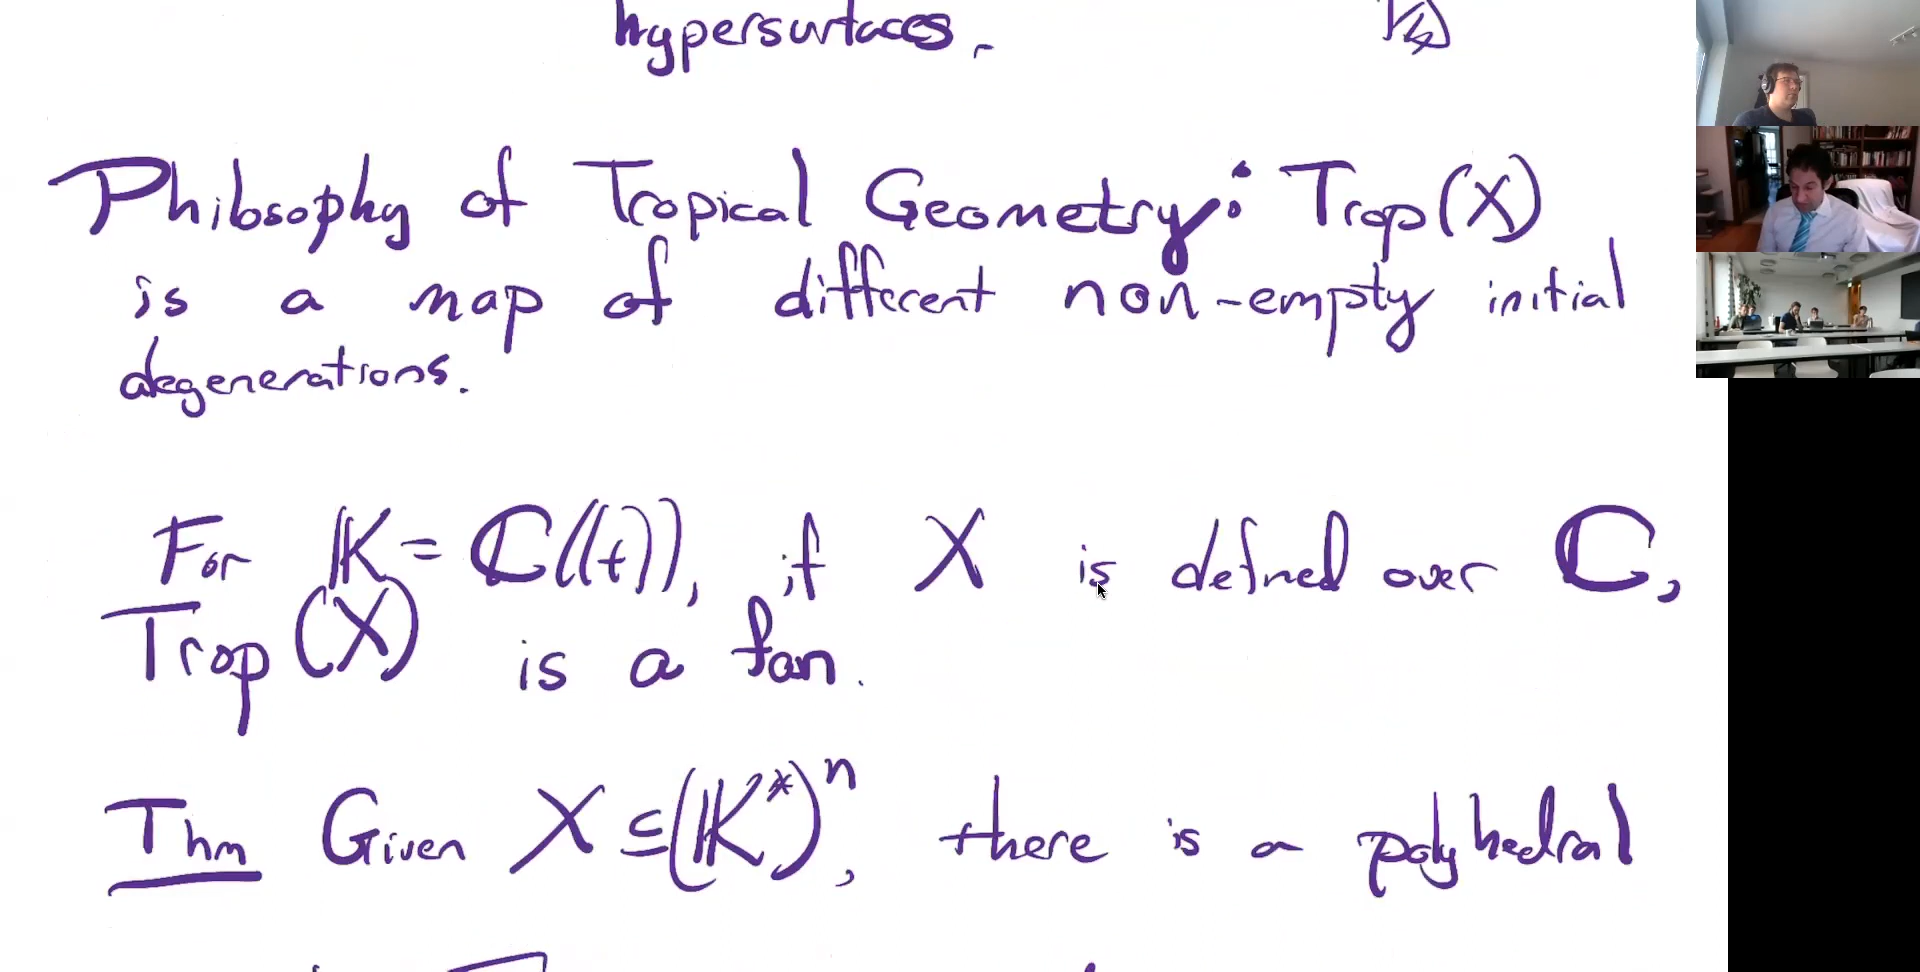 hypersurfaces.
Philosophy of Tropical Geometry: Trop(X)
is a map of different non-empty initial
degenerations.
For K = C((t)), if X is defined over C,
Trop(X) is a fan.
Thm Given X ⊆ (K*)ⁿ, there is a polyhedral